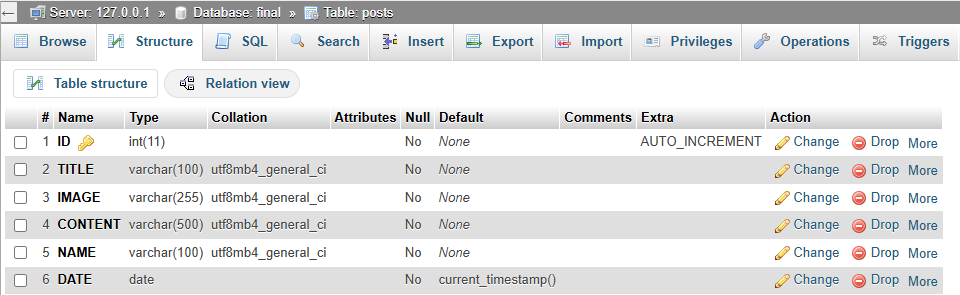 ← Server: 127.0.0.1 » Database: final » Table: posts
Browse Structure SQL Search Insert Export Import Privileges Operations Triggers
Table structure Relation view
# Name Type Collation Attributes Null Default Comments Extra Action
1 ID int(11) No None AUTO_INCREMENT Change Drop More
2 TITLE varchar(100) utf8mb4_general_ci No None Change Drop More
3 IMAGE varchar(255) utf8mb4_general_ci No None Change Drop More
4 CONTENT varchar(500) utf8mb4_general_ci No None Change Drop More
5 NAME varchar(100) utf8mb4_general_ci No None Change Drop More
6 DATE date No current_timestamp() Change Drop More